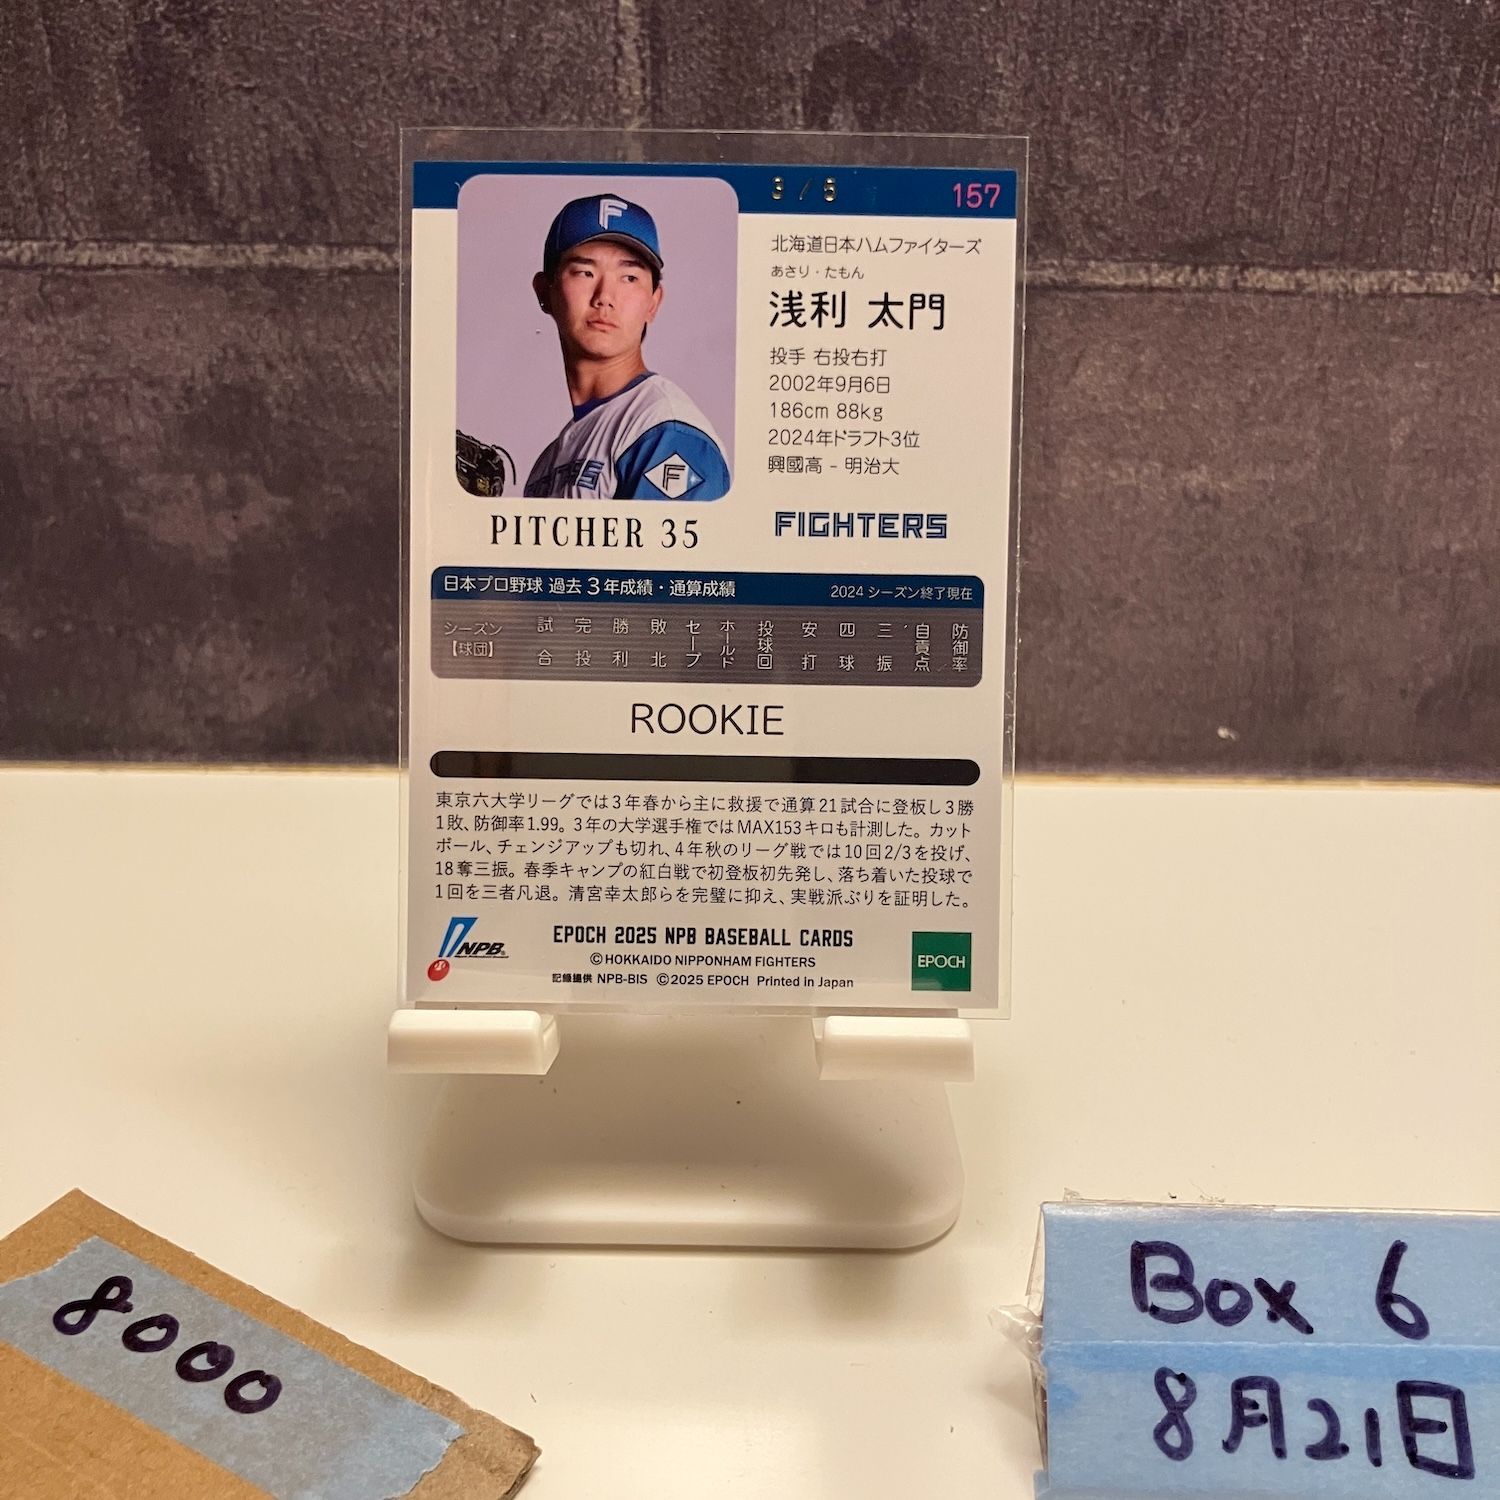 3 / 5
157
北海道日本ハムファイターズ
あさり・たもん
浅利 太門
投手 右投右打
2002年9月6日
186cm 88kg
2024年ドラフト3位
興國高 - 明治大
F
F
FIGHTERS
PITCHER 35
FIGHTERS
日本プロ野球 過去3年成績・通算成績
2024 シーズン終了現在
シーズン
【球団】
試合
完投
勝利
敗北
セーブ
ホールド
投球回
安打
四球
三振
自責点
防御率
ROOKIE
東京六大学リーグでは3年春から主に救援で通算21試合に登板し3勝
1敗、防御率1.99。3年の大学選手権ではMAX153キロも計測した。カット
ボール、チェンジアップも切れ、4年秋のリーグ戦では10回2/3を投げ、
18奪三振。春季キャンプの紅白戦で初登板初先発し、落ち着いた投球で
1回を三者凡退。清宮幸太郎らを完璧に抑え、実戦派ぶりを証明した。
NPB
EPOCH 2025 NPB BASEBALL CARDS
©HOKKAIDO NIPPONHAM FIGHTERS
記録提供 NPB-BIS ©2025 EPOCH Printed in Japan
EPOCH
8000
Box 6
8月21日